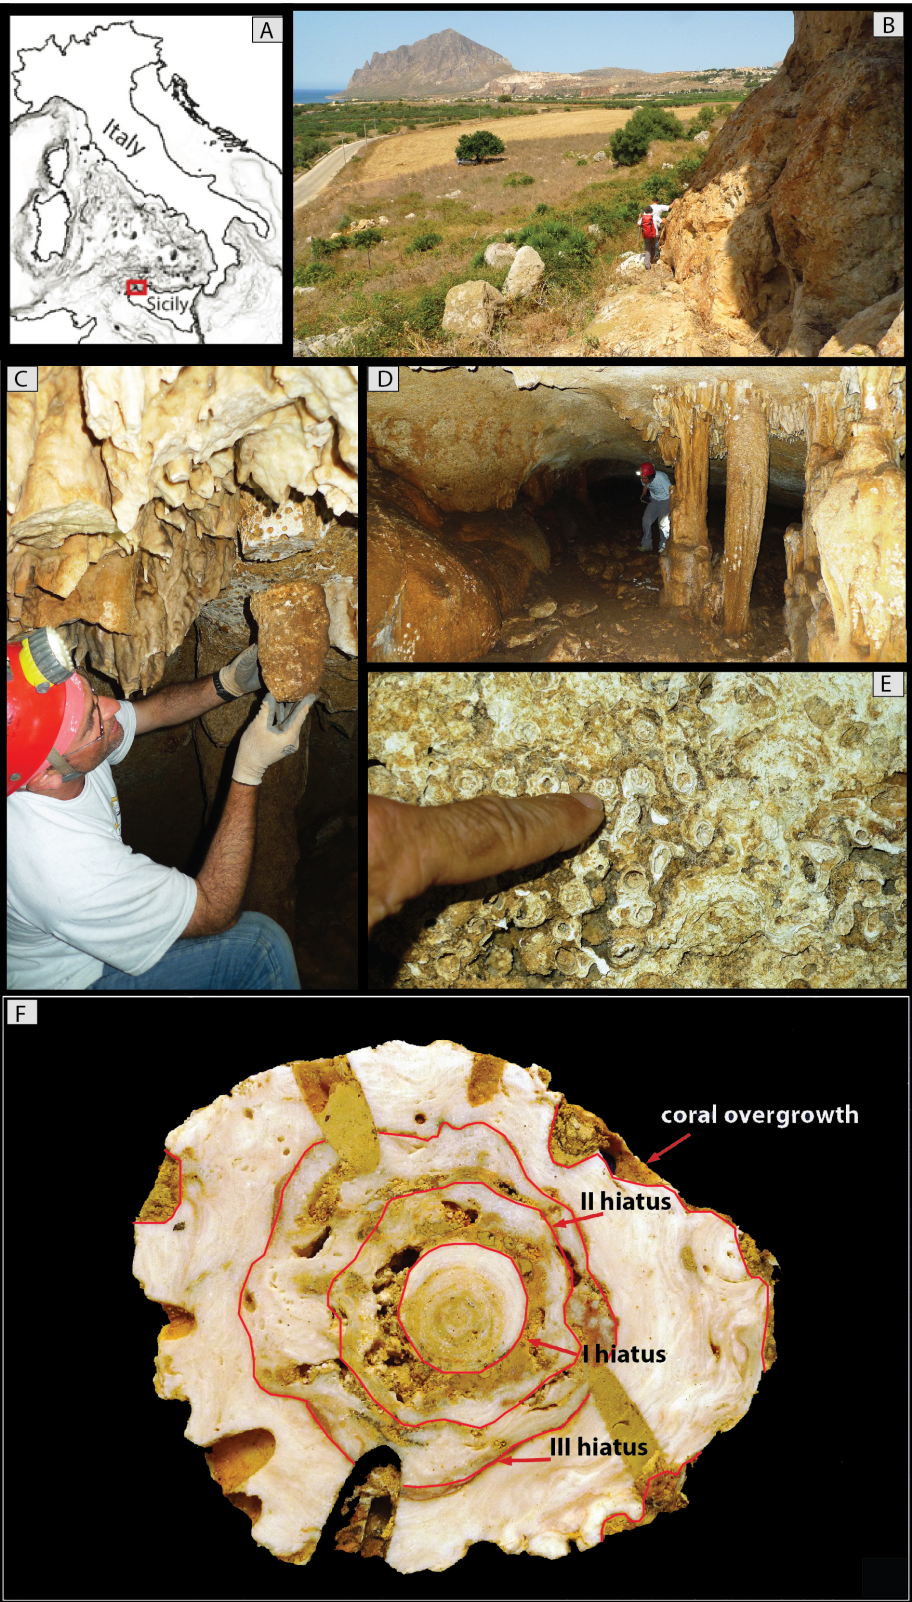 A
Italy
Sicily
B
C
D
E
F
coral overgrowth
II hiatus
I hiatus
III hiatus